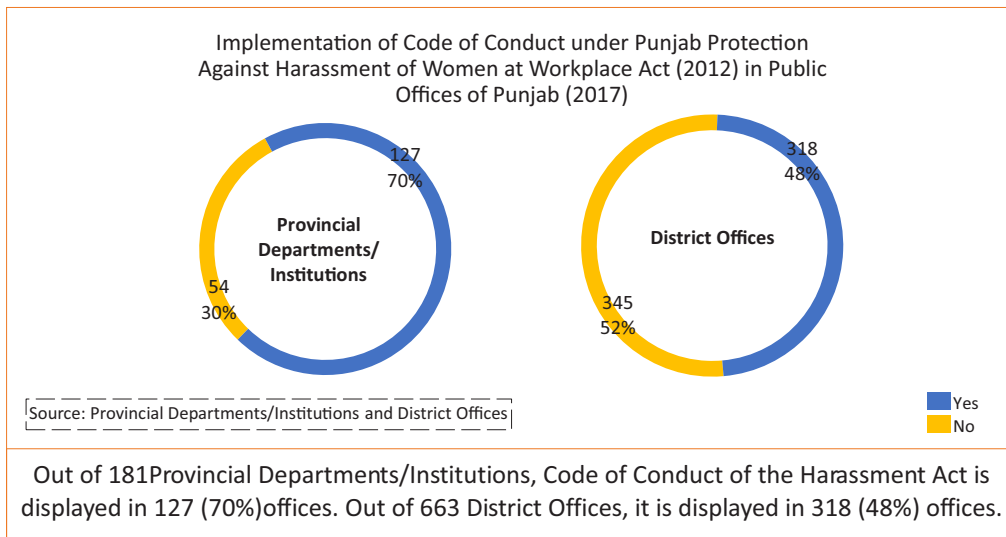 Implementation of Code of Conduct under Punjab Protection
Against Harassment of Women at Workplace Act (2012) in Public
Offices of Punjab (2017)
127
70%
Provincial
Departments/
Institutions
54
30%
318
48%
District Offices
345
52%
Source: Provincial Departments/Institutions and District Offices
Yes
No
Out of 181Provincial Departments/Institutions, Code of Conduct of the Harassment Act is
displayed in 127 (70%)offices. Out of 663 District Offices, it is displayed in 318 (48%) offices.